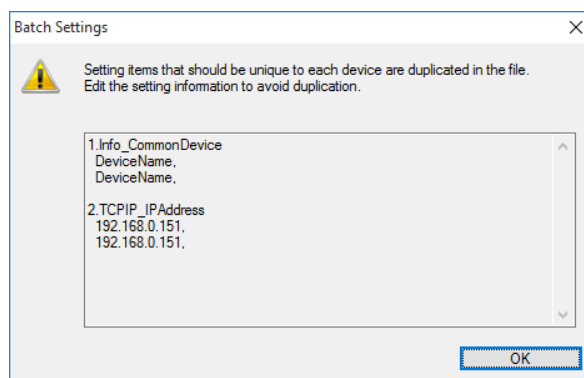 Batch Settings
Setting items that should be unique to each device are duplicated in the file.
Edit the setting information to avoid duplication.
1.Info_CommonDevice
DeviceName,
DeviceName,
2.TCPIP_IPAddress
192.168.0.151,
192.168.0.151,
OK